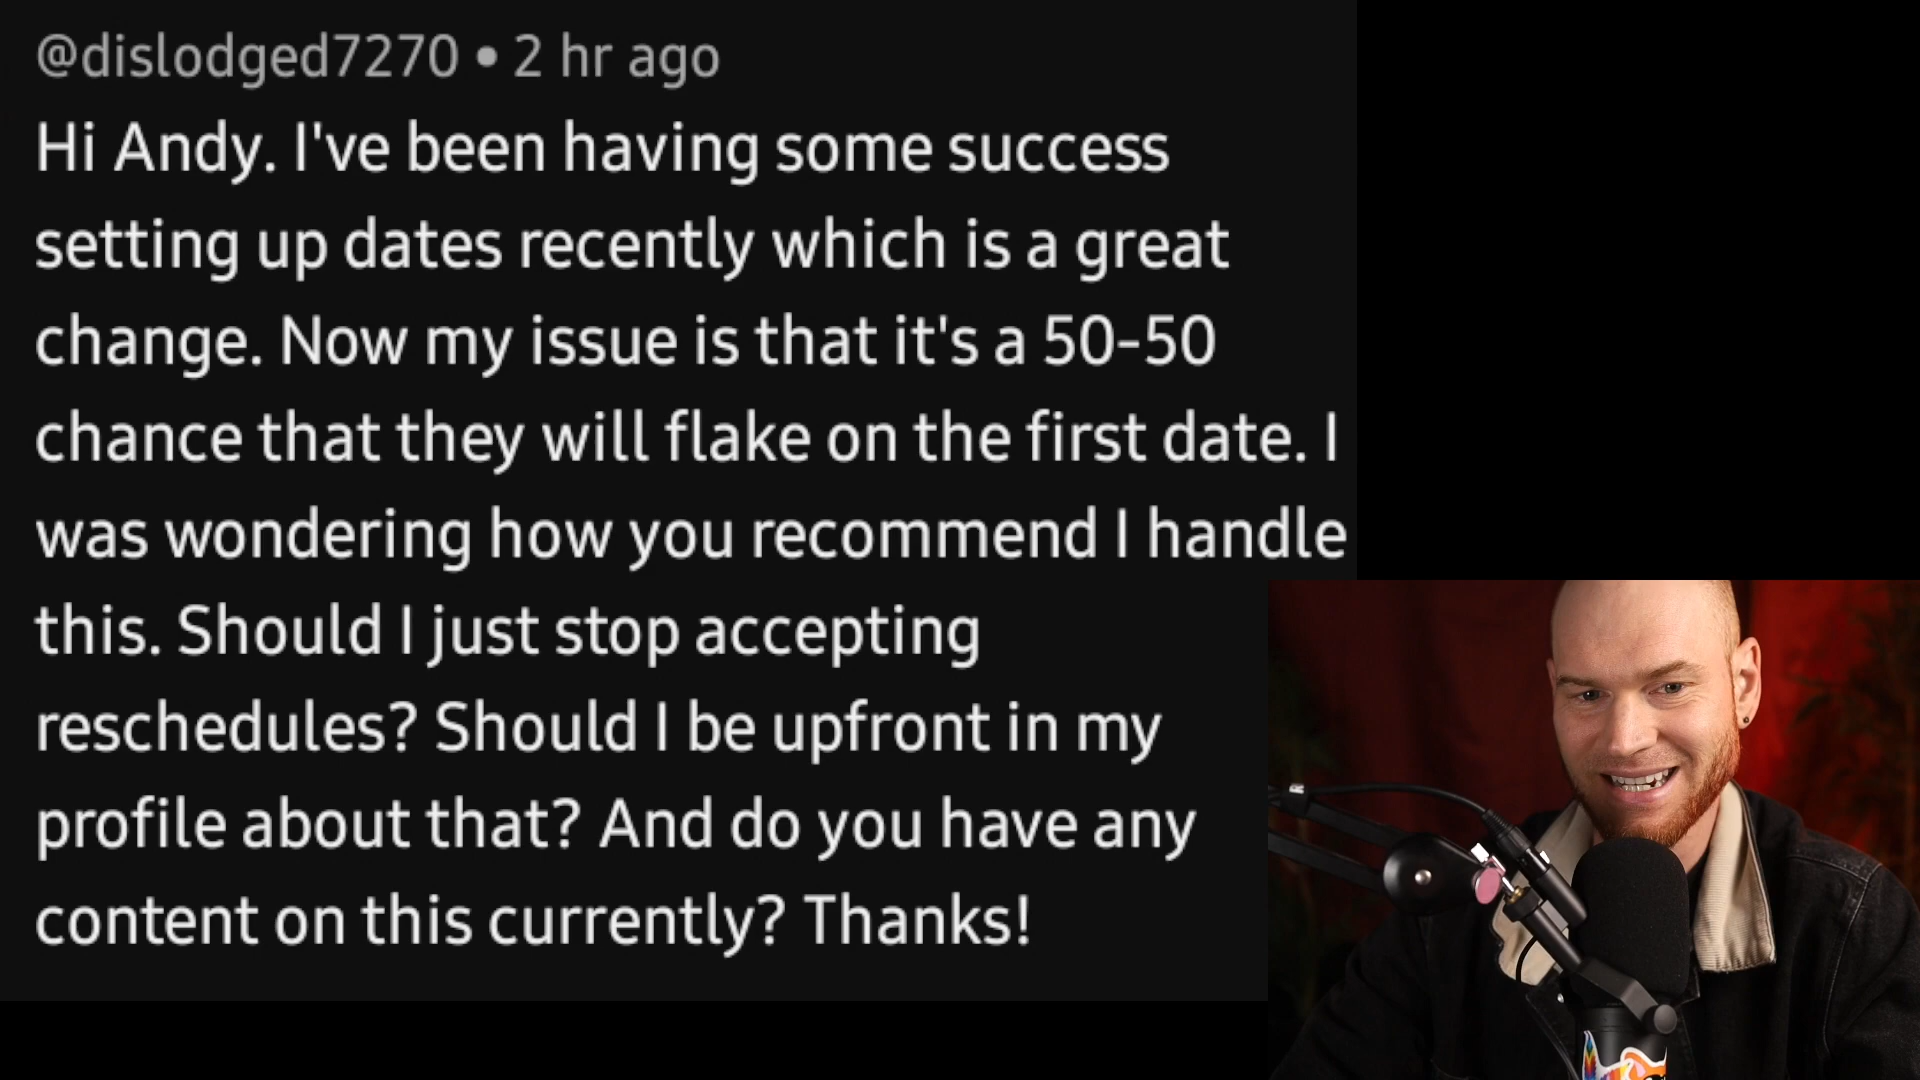 @dislodged7270 • 2 hr ago
Hi Andy. I've been having some success
setting up dates recently which is a great
change. Now my issue is that it's a 50-50
chance that they will flake on the first date. I
was wondering how you recommend I handle
this. Should I just stop accepting
reschedules? Should I be upfront in my
profile about that? And do you have any
content on this currently? Thanks!